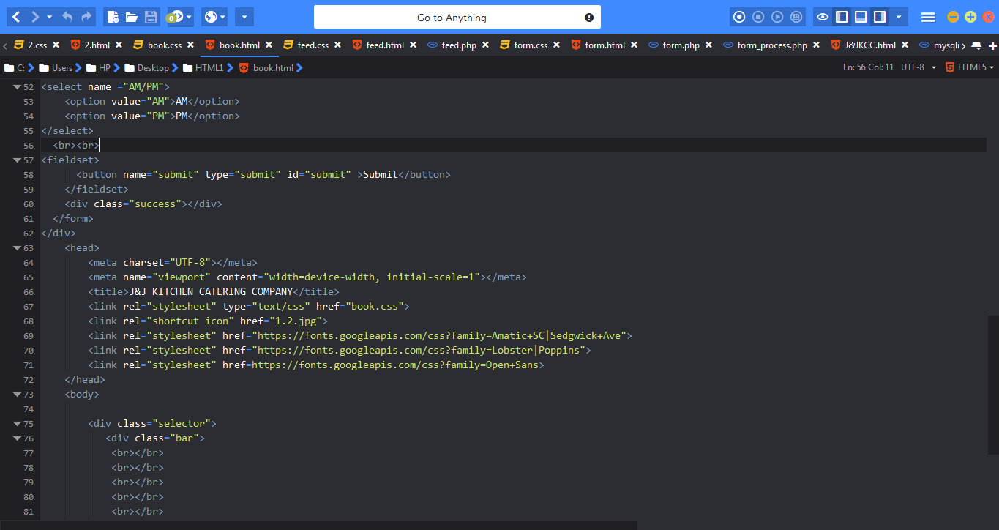 Go to Anything
0
2.css 2.html book.css book.html feed.css feed.html feed.php form.css form.html form.php form_process.php J&JKCC.html mysqli
C: Users HP Desktop HTML1 book.html Ln: 56 Col: 11 UTF-8 HTML5
52 <select name ="AM/PM">
53 <option value="AM">AM</option>
54 <option value="PM">PM</option>
55 </select>
56 <br><br>
57 <fieldset>
58 <button name="submit" type="submit" id="submit" >Submit</button>
59 </fieldset>
60 <div class="success"></div>
61 </form>
62 </div>
63 <head>
64 <meta charset="UTF-8"></meta>
65 <meta name="viewport" content="width=device-width, initial-scale=1"></meta>
66 <title>J&J KITCHEN CATERING COMPANY</title>
67 <link rel="stylesheet" type="text/css" href="book.css">
68 <link rel="shortcut icon" href="1.2.jpg">
69 <link rel="stylesheet" href="https://fonts.googleapis.com/css?family=Amatic+SC|Sedgwick+Ave">
70 <link rel="stylesheet" href="https://fonts.googleapis.com/css?family=Lobster|Poppins">
71 <link rel="stylesheet" href=https://fonts.googleapis.com/css?family=Open+Sans>
72 </head>
73 <body>
74
75 <div class="selector">
76 <div class="bar">
77 <br></br>
78 <br></br>
79 <br></br>
80 <br></br>
81 <br></br>